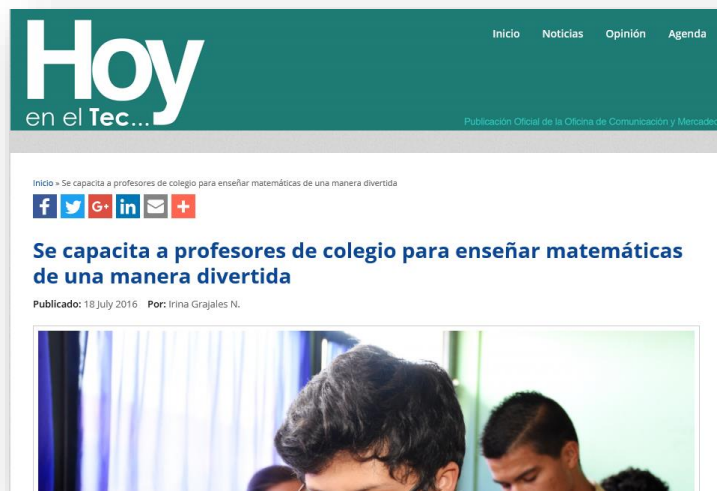 Hoy
en el Tec...
Inicio Noticias Opinión Agenda
Publicación Oficial de la Oficina de Comunicación y Mercadeo
Inicio » Se capacita a profesores de colegio para enseñar matemáticas de una manera divertida
f G+ in +
Se capacita a profesores de colegio para enseñar matemáticas
de una manera divertida
Publicado: 18 July 2016 Por: Irina Grajales N.